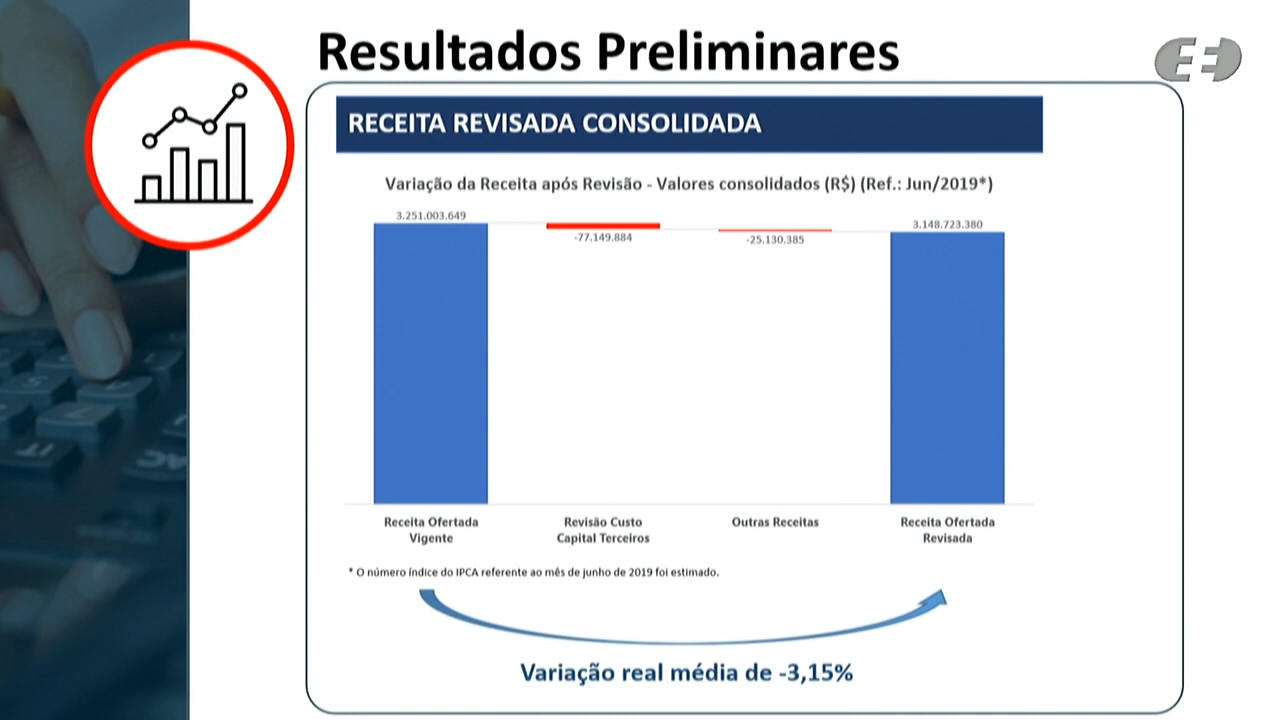 Resultados Preliminares
RECEITA REVISADA CONSOLIDADA
Variação da Receita após Revisão - Valores consolidados (R$) (Ref.: Jun/2019*)
3.251.003.649
-77.149.884
-25.130.385
3.148.723.380
Receita Ofertada
Vigente
Revisão Custo
Capital Terceiros
Outras Receitas
Receita Ofertada
Revisada
* O número índice do IPCA referente ao mês de junho de 2019 foi estimado.
Variação real média de -3,15%